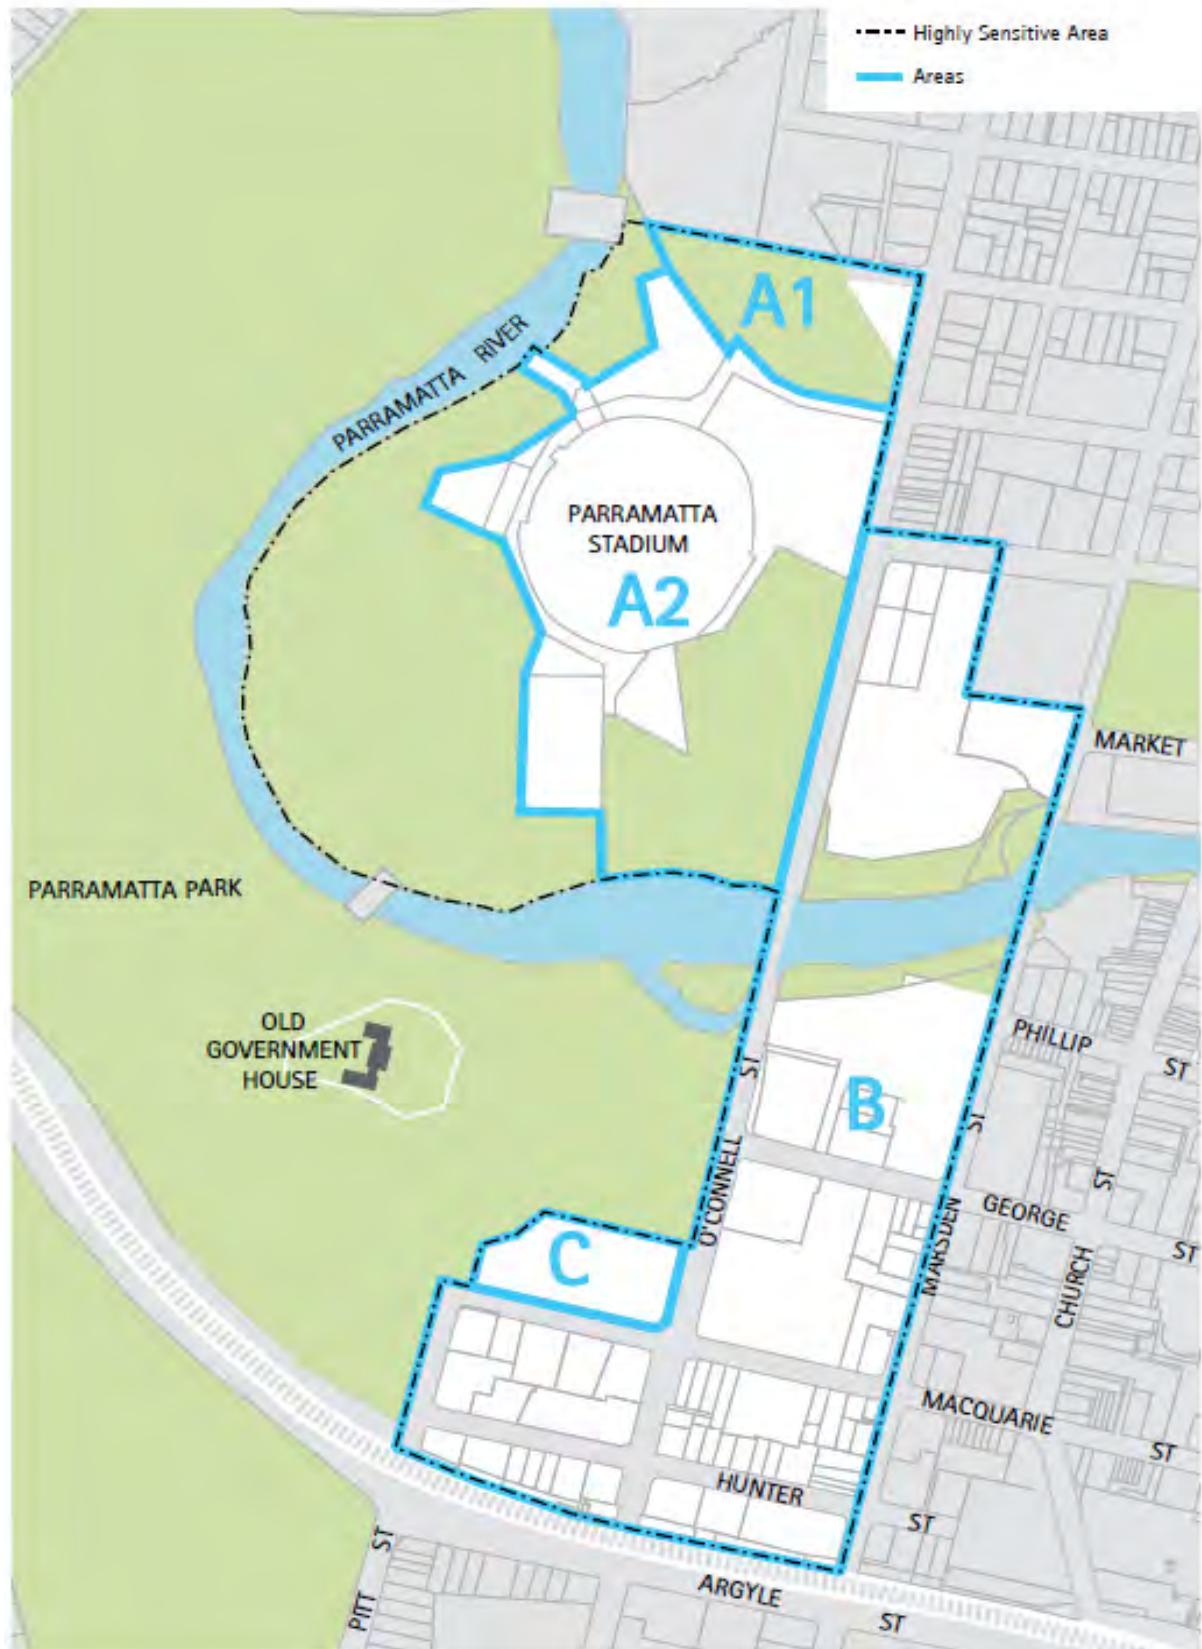 Highly Sensitive Area
Areas
A1
PARRAMATTA RIVER
PARRAMATTA
STADIUM
A2
MARKET
PARRAMATTA PARK
OLD
GOVERNMENT
HOUSE
PHILLIP
ST
ST
B
ST
O'CONNELL
MARSDEN
ST
GEORGE
ST
CHURCH
C
MACQUARIE
ST
HUNTER
ST
PITT
ST
ARGYLE
ST